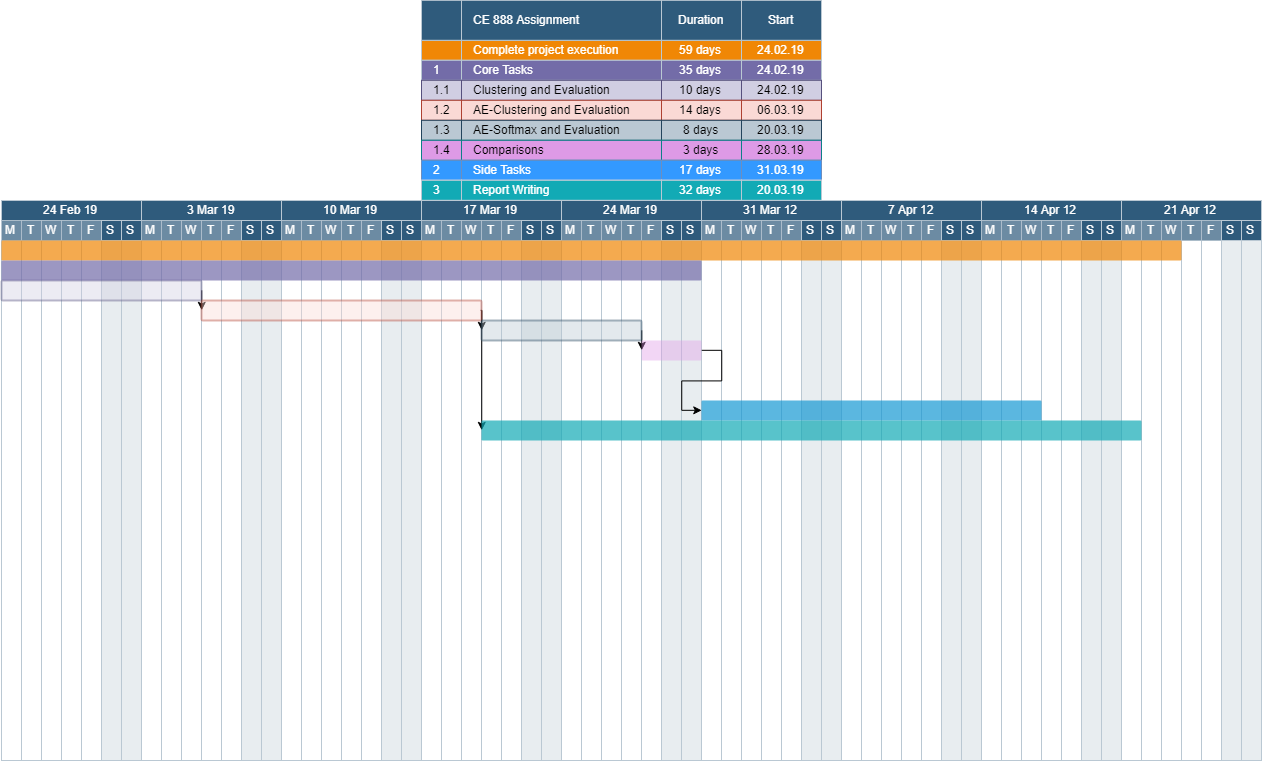 CE 888 Assignment Duration Start
Complete project execution 59 days 24.02.19
1 Core Tasks 35 days 24.02.19
1.1 Clustering and Evaluation 10 days 24.02.19
1.2 AE-Clustering and Evaluation 14 days 06.03.19
1.3 AE-Softmax and Evaluation 8 days 20.03.19
1.4 Comparisons 3 days 28.03.19
2 Side Tasks 17 days 31.03.19
3 Report Writing 32 days 20.03.19
24 Feb 19 3 Mar 19 10 Mar 19 17 Mar 19 24 Mar 19 31 Mar 12 7 Apr 12 14 Apr 12 21 Apr 12
M T W T F S S M T W T F S S M T W T F S S M T W T F S S M T W T F S S M T W T F S S M T W T F S S M T W T F S S M T W T F S S